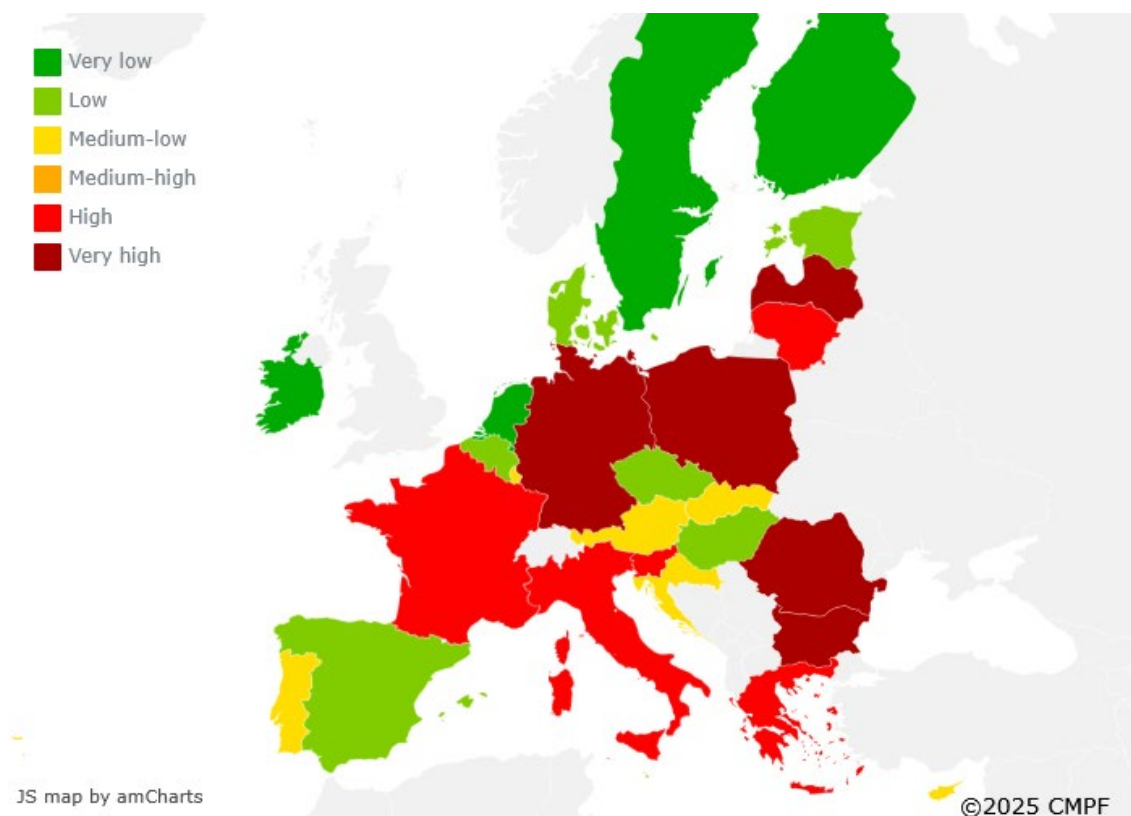 Very low
Low
Medium-low
Medium-high
High
Very high
JS map by amCharts
©2025 CMPF